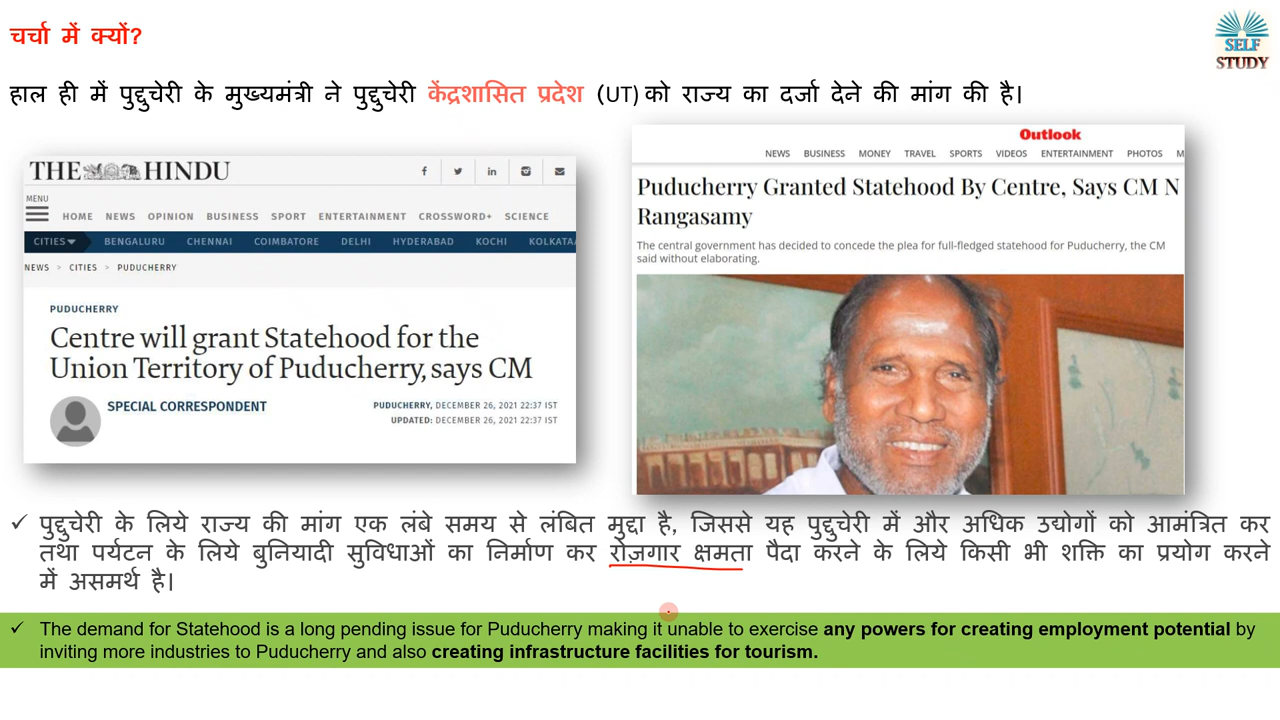 चर्चा में क्यों?
SELF
STUDY
हाल ही में पुद्दुचेरी के मुख्यमंत्री ने पुद्दुचेरी केंद्रशासित प्रदेश (UT) को राज्य का दर्जा देने की मांग की है।
THE HINDU
MENU
HOME NEWS OPINION BUSINESS SPORT ENTERTAINMENT CROSSWORD+ SCIENCE
CITIES BENGALURU CHENNAI COIMBATORE DELHI HYDERABAD KOCHI KOLKATA
NEWS > CITIES > PUDUCHERRY
PUDUCHERRY
Centre will grant Statehood for the
Union Territory of Puducherry, says CM
SPECIAL CORRESPONDENT
PUDUCHERRY, DECEMBER 26, 2021 22:37 IST
UPDATED: DECEMBER 26, 2021 22:37 IST
Outlook
NEWS BUSINESS MONEY TRAVEL SPORTS VIDEOS ENTERTAINMENT PHOTOS M
Puducherry Granted Statehood By Centre, Says CM N
Rangasamy
The central government has decided to concede the plea for full-fledged statehood for Puducherry, the CM
said without elaborating.
✓ पुद्दुचेरी के लिये राज्य की मांग एक लंबे समय से लंबित मुद्दा है, जिससे यह पुद्दुचेरी में और अधिक उद्योगों को आमंत्रित कर
तथा पर्यटन के लिये बुनियादी सुविधाओं का निर्माण कर रोज़गार क्षमता पैदा करने के लिये किसी भी शक्ति का प्रयोग करने
में असमर्थ है।
✓ The demand for Statehood is a long pending issue for Puducherry making it unable to exercise any powers for creating employment potential by
inviting more industries to Puducherry and also creating infrastructure facilities for tourism.